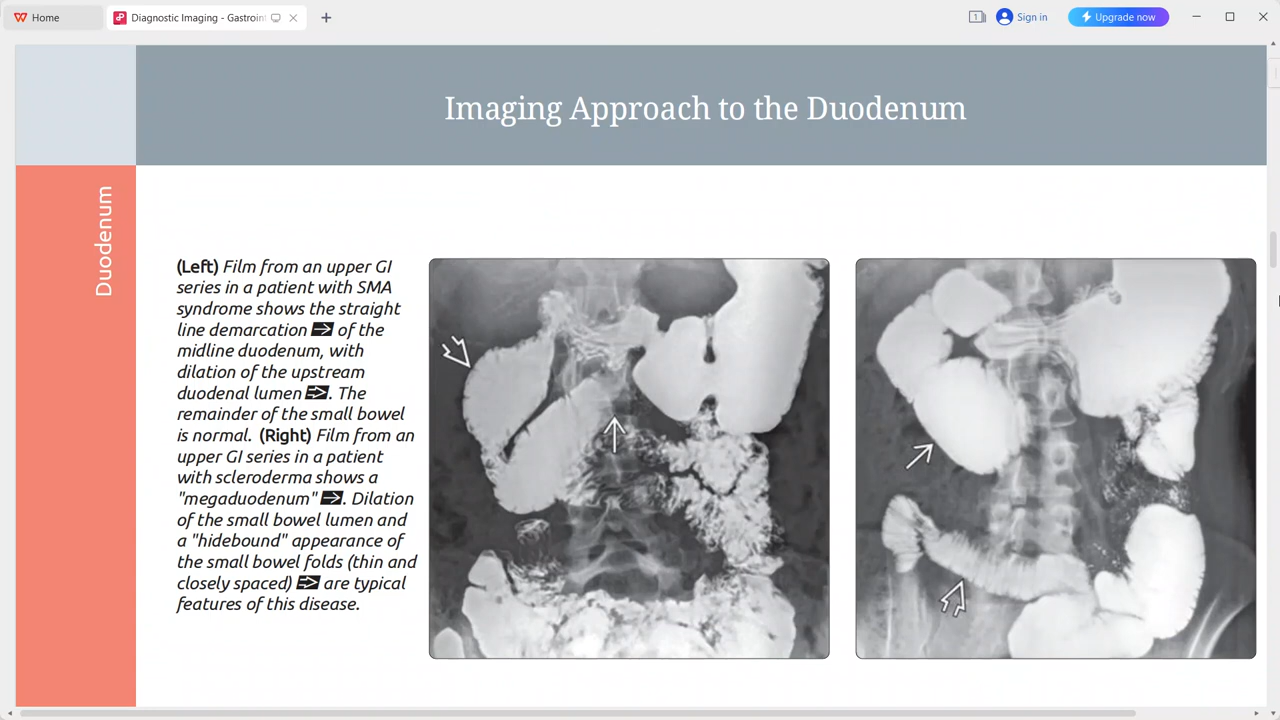 Home
Diagnostic Imaging - Gastroin
1
Sign in
Upgrade now
Imaging Approach to the Duodenum
Duodenum
(Left) Film from an upper GI
series in a patient with SMA
syndrome shows the straight
line demarcation ➡ of the
midline duodenum, with
dilation of the upstream
duodenal lumen ➡. The
remainder of the small bowel
is normal. (Right) Film from an
upper GI series in a patient
with scleroderma shows a
"megaduodenum" ➡. Dilation
of the small bowel lumen and
a "hidebound" appearance of
the small bowel folds (thin and
closely spaced) ➡ are typical
features of this disease.